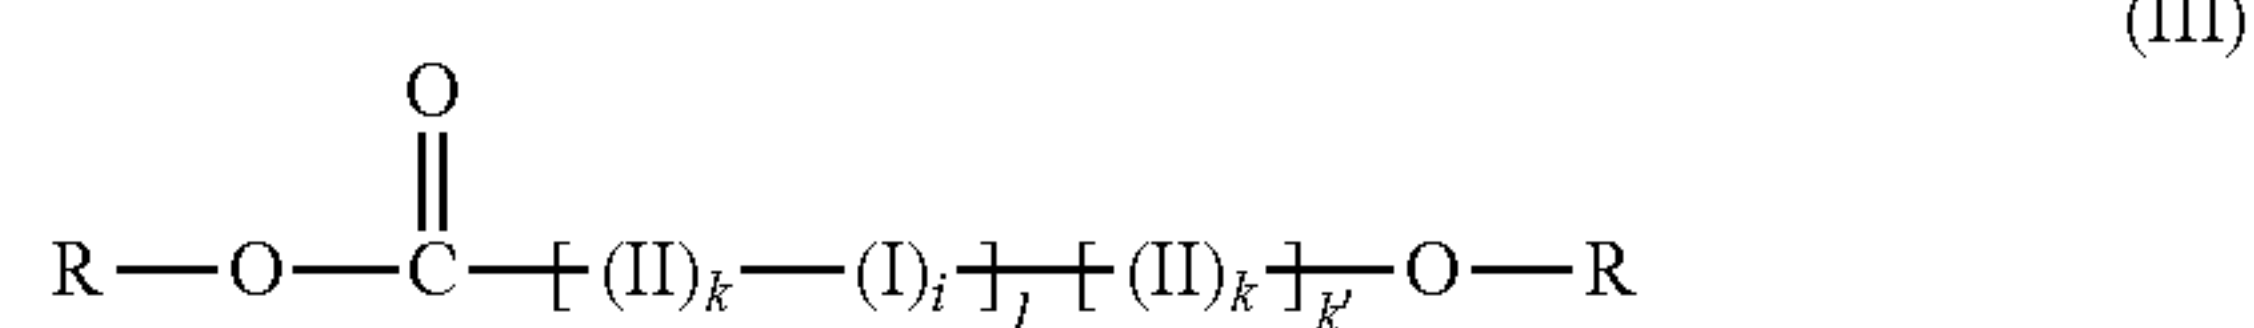 (III)
O
R—O—C—[(II)k—(I)i]j—[(II)k]k'—O—R